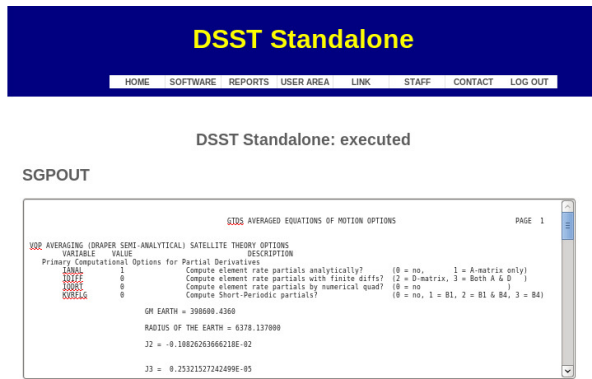 DSST Standalone
HOME SOFTWARE REPORTS USER AREA LINK STAFF CONTACT LOG OUT
DSST Standalone: executed
SGPOUT
GTDS AVERAGED EQUATIONS OF MOTION OPTIONS PAGE 1
VOP AVERAGING (DRAPER SEMI-ANALYTICAL) SATELLITE THEORY OPTIONS
VARIABLE VALUE DESCRIPTION
Primary Computational Options for Partial Derivatives
IANAL 1 Compute element rate partials analytically? (0 = no, 1 = A-matrix only)
IDIFF 0 Compute element rate partials with finite diffs? (2 = D-matrix, 3 = Both A & D )
IQDRT 0 Compute element rate partials by numerical quad? (0 = no )
KVRFLG 0 Compute Short-Periodic partials? (0 = no, 1 = B1, 2 = B1 & B4, 3 = B4)
GM EARTH = 398600.4360
RADIUS OF THE EARTH = 6378.137000
J2 = -0.10826263666218E-02
J3 = 0.25321527242499E-05